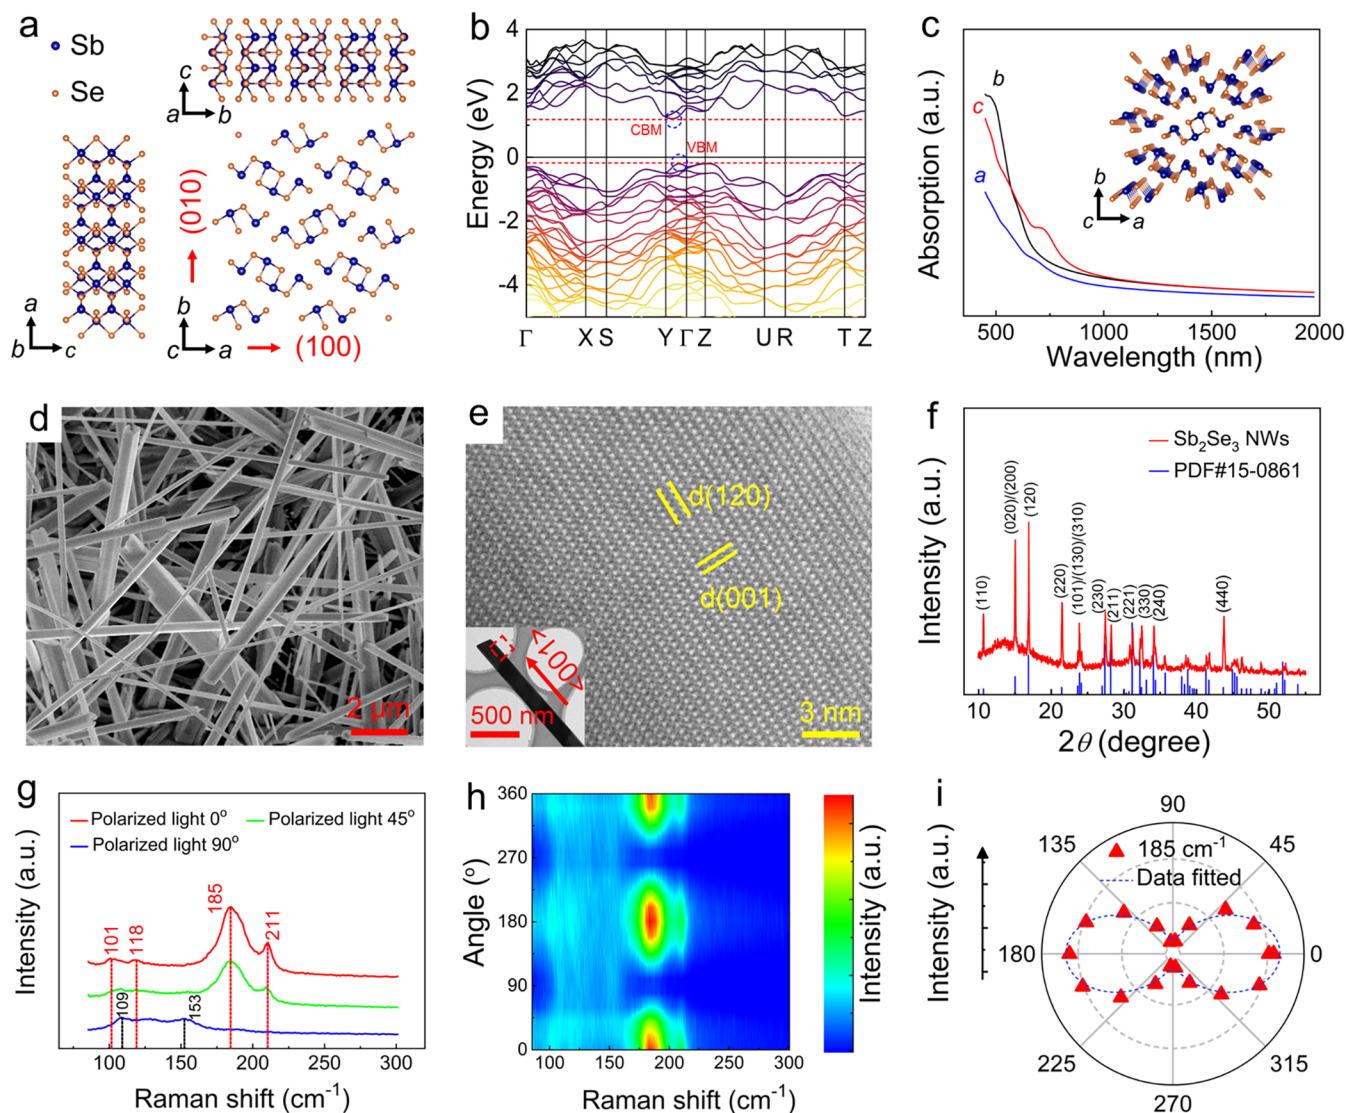 a
Sb
Se
c
a
b
(010)
a
b
c
b
c
a
(100)
b
Energy (eV)
4
2
0
-2
-4
CBM
VBM
Γ X S Y Γ Z U R T Z
c
Absorption (a.u.)
b
c
a
b
c
a
500 1000 1500 2000
Wavelength (nm)
d
2 μm
e
d(120)
d(001)
<001>
500 nm
3 nm
f
Intensity (a.u.)
Sb₂Se₃ NWs
PDF#15-0861
(110)
(020)/(200)
(120)
(220)
(101)/(130)/(310)
(230)
(211)
(221)
(330)
(240)
(440)
10 20 30 40 50
2θ (degree)
g
Intensity (a.u.)
Polarized light 0°
Polarized light 45°
Polarized light 90°
101
118
185
211
109
153
50 100 150 200 250 300
Raman shift (cm⁻¹)
h
Angle (°)
360
270
180
90
0
100 150 200 250 300
Raman shift (cm⁻¹)
Intensity (a.u.)
i
Intensity (a.u.)
90
135
45
185 cm⁻¹
Data fitted
180
0
225
315
270